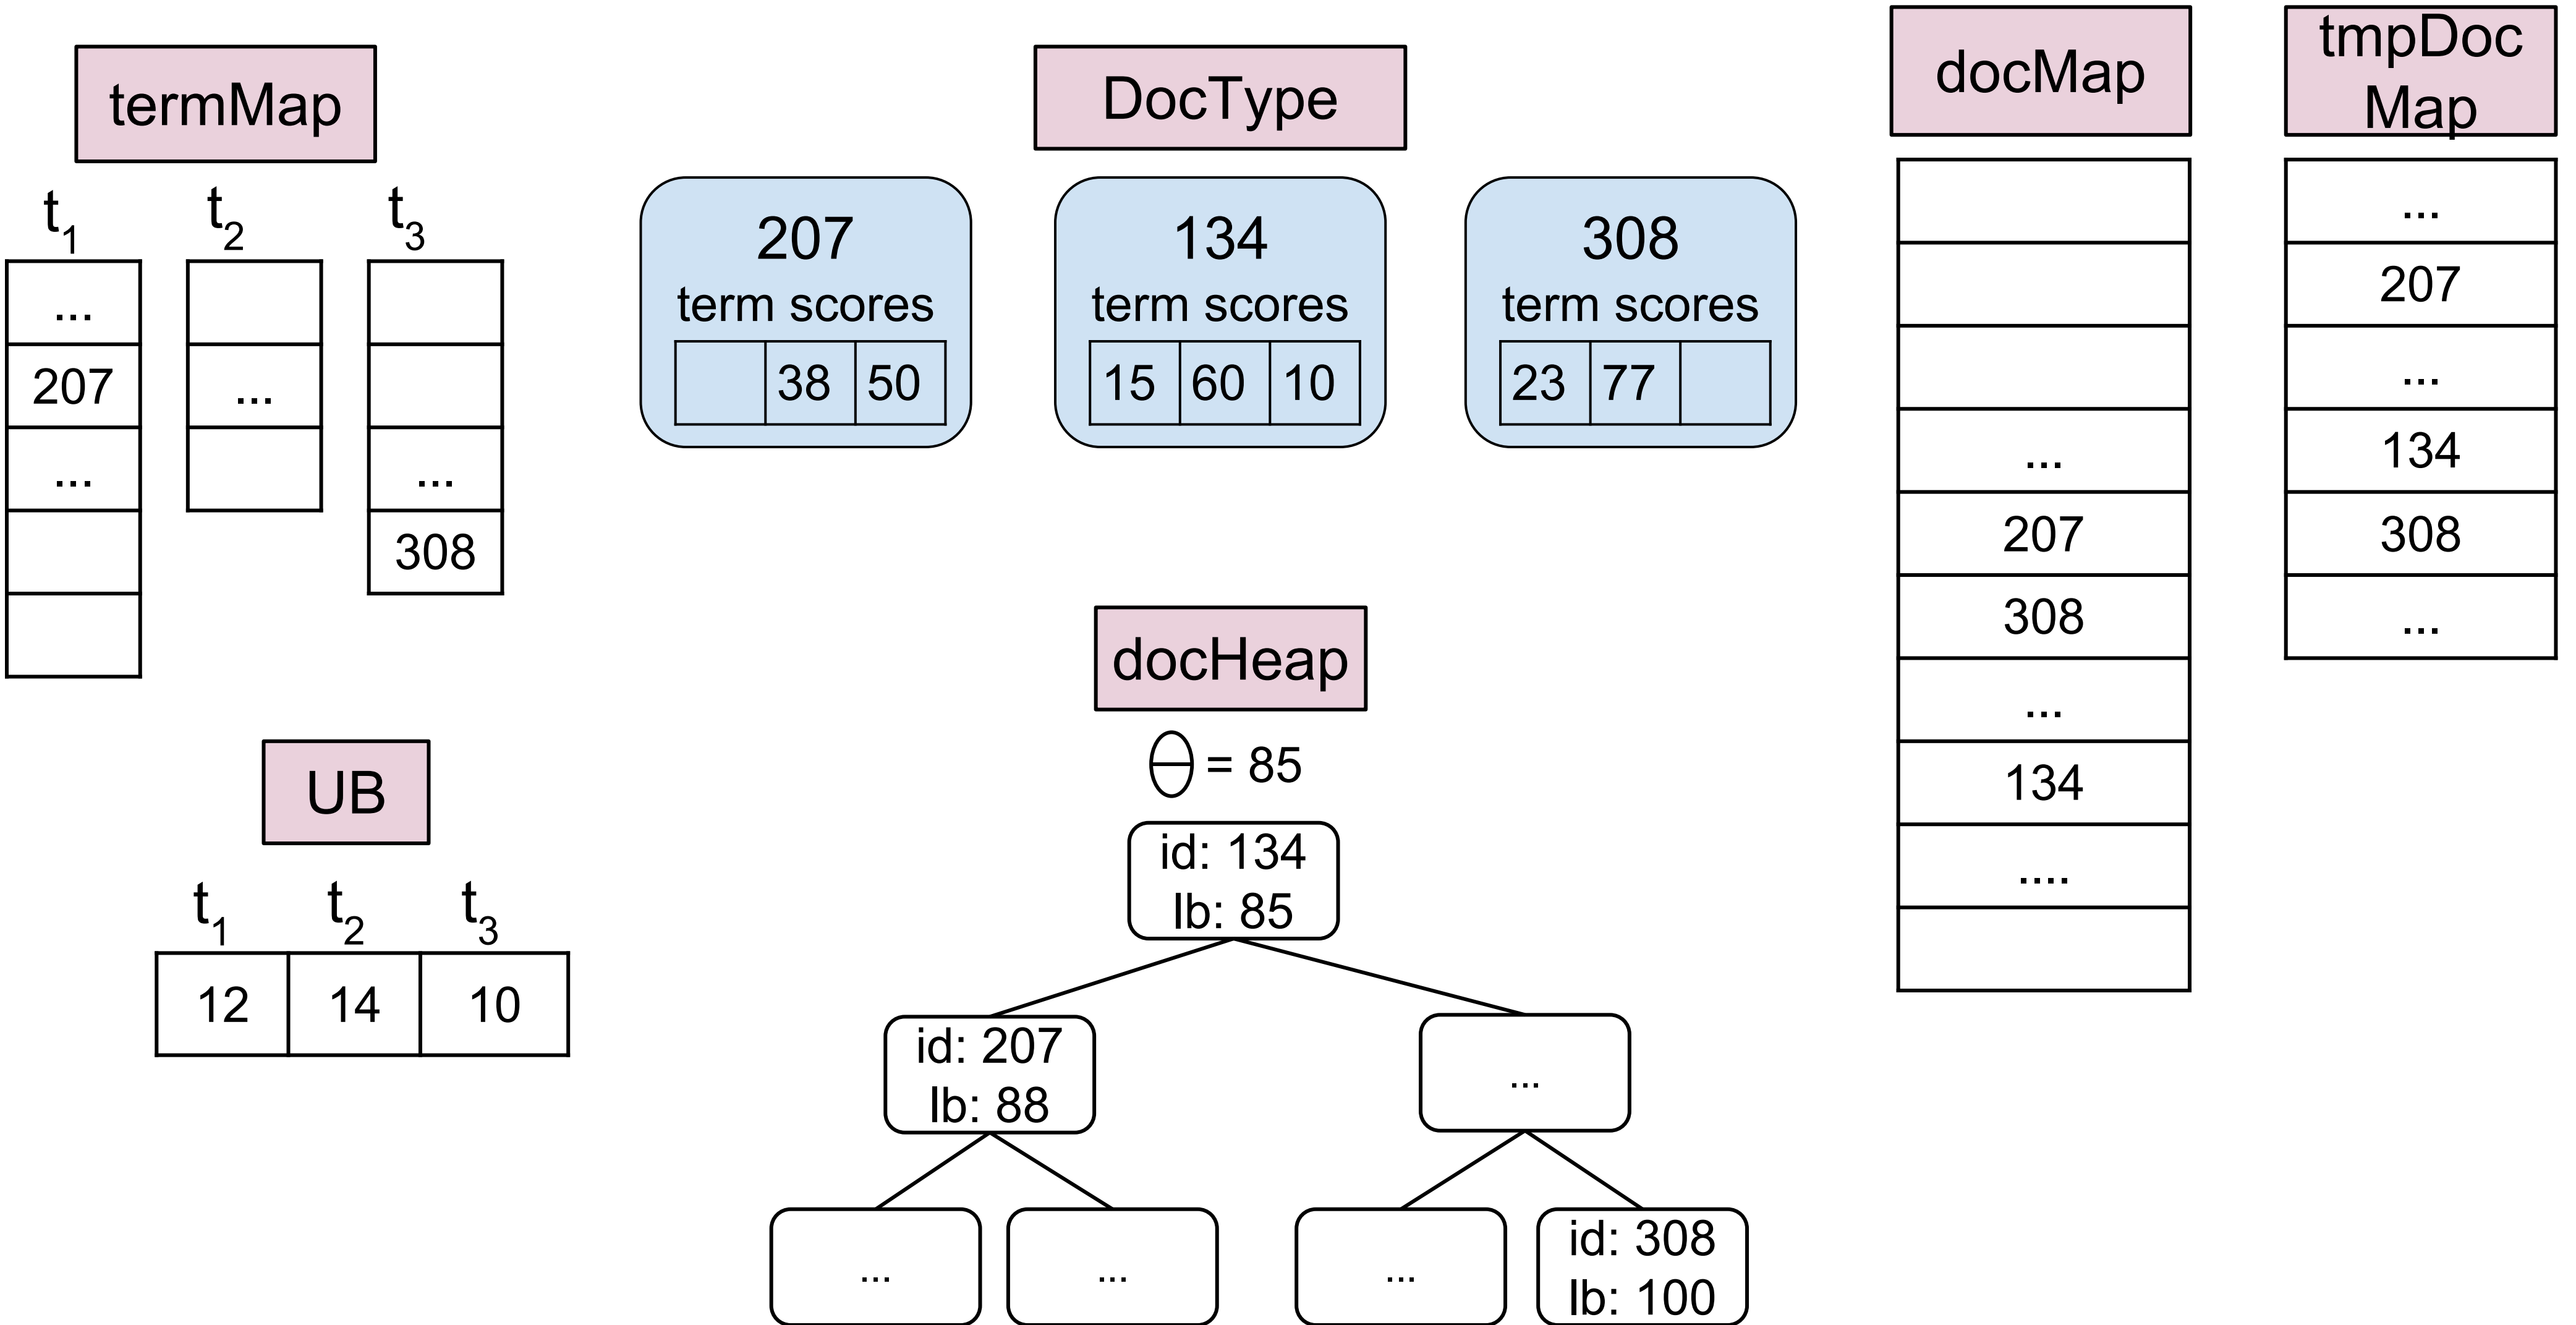 termMap
t1 t2 t3
...
207
...
...
...
308
UB
t1 t2 t3
12 14 10
DocType
207
term scores
38 50
134
term scores
15 60 10
308
term scores
23 77
docHeap
Θ = 85
id: 134
lb: 85
id: 207
lb: 88
...
...
...
...
id: 308
lb: 100
docMap
...
207
308
...
134
....
tmpDoc
Map
...
207
...
134
308
...